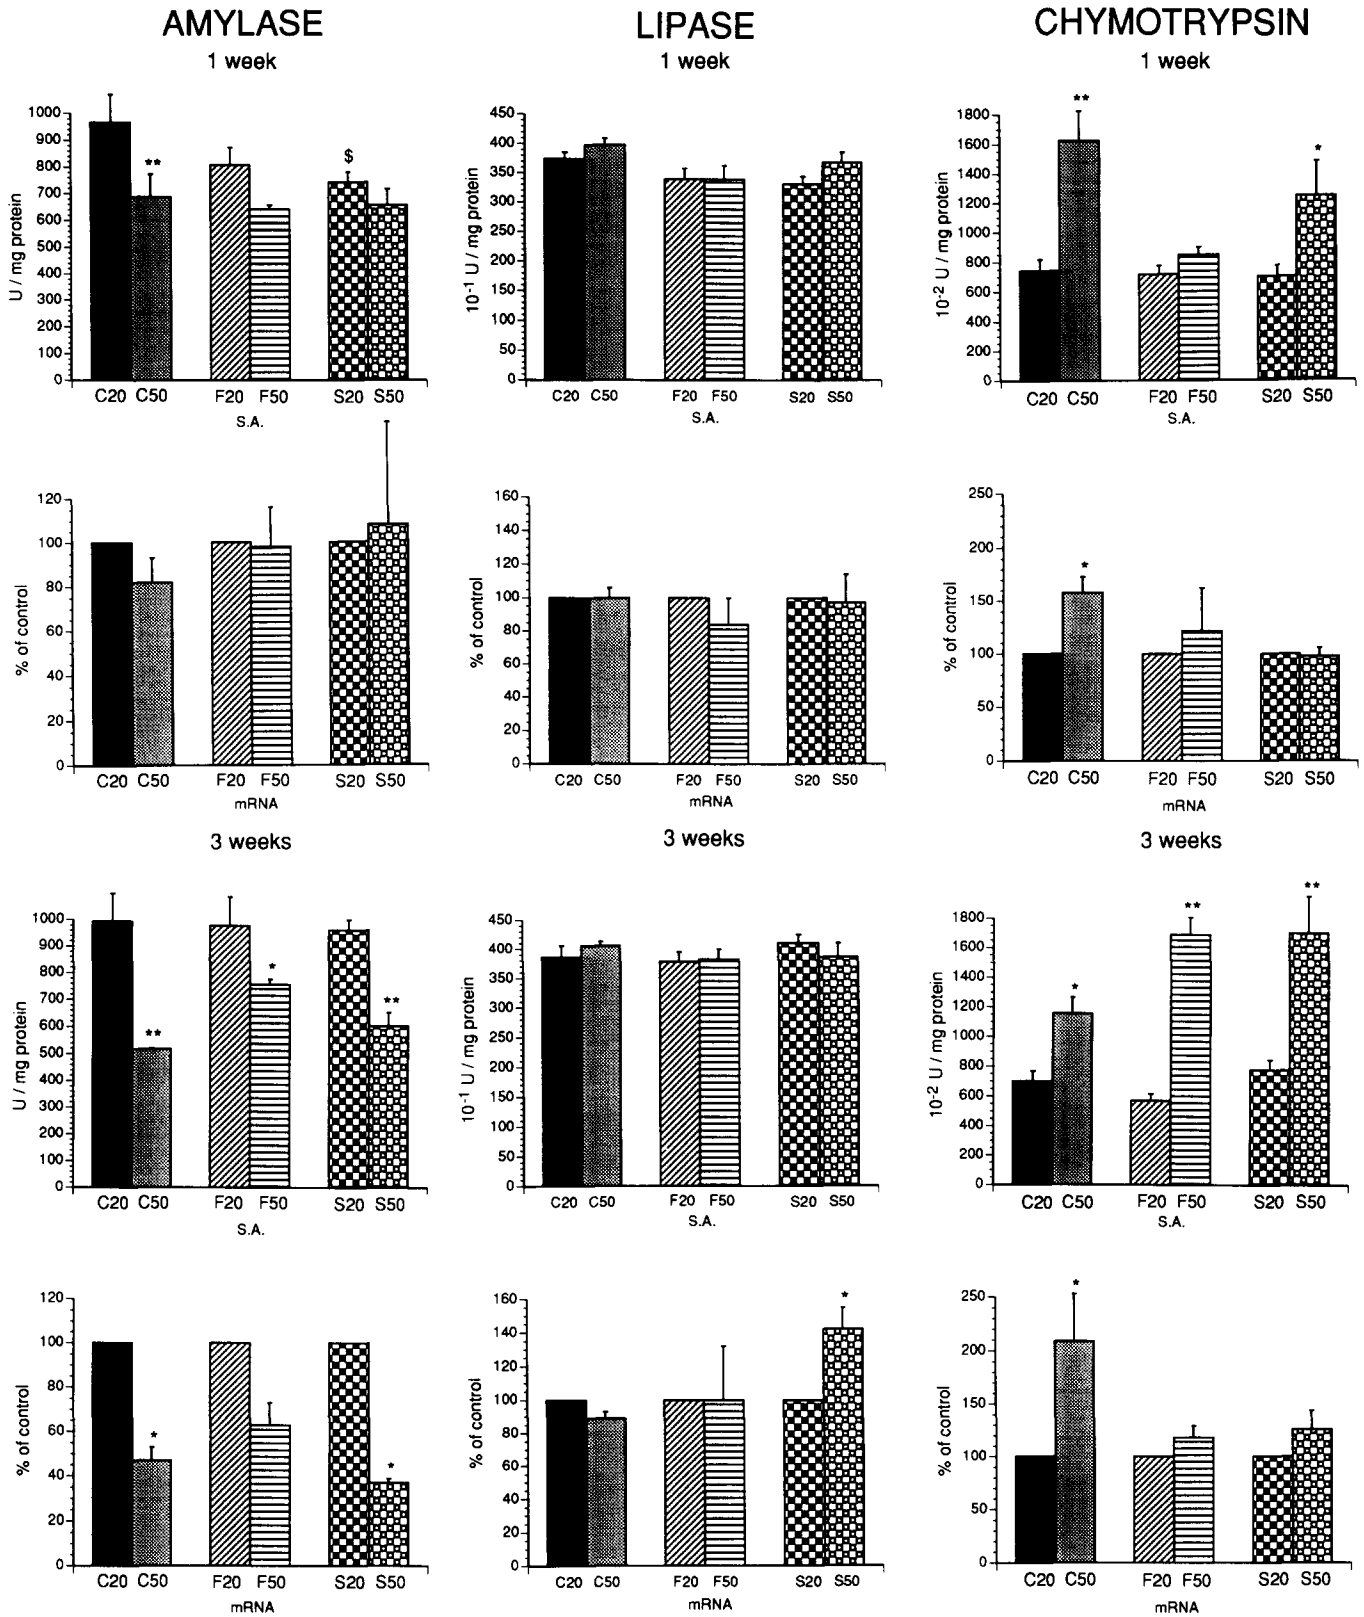 AMYLASE LIPASE CHYMOTRYPSIN
1 week 1 week 1 week
U / mg protein
1000
900
800
700
600
500
400
300
200
100
0
** $
C20 C50 F20 F50 S20 S50
S.A.
10-1 U / mg protein
450
400
350
300
250
200
150
100
50
0
C20 C50 F20 F50 S20 S50
S.A.
10-2 U / mg protein
1800
1600
1400
1200
1000
800
600
400
200
0
** *
C20 C50 F20 F50 S20 S50
S.A.
% of control
120
100
80
60
40
20
0
C20 C50 F20 F50 S20 S50
mRNA
% of control
160
140
120
100
80
60
40
20
0
C20 C50 F20 F50 S20 S50
mRNA
% of control
250
200
150
100
50
0
*
C20 C50 F20 F50 S20 S50
mRNA
3 weeks 3 weeks 3 weeks
U / mg protein
1000
900
800
700
600
500
400
300
200
100
0
** * **
C20 C50 F20 F50 S20 S50
S.A.
10-1 U / mg protein
450
400
350
300
250
200
150
100
50
0
C20 C50 F20 F50 S20 S50
S.A.
10-2 U / mg protein
1800
1600
1400
1200
1000
800
600
400
200
0
* ** **
C20 C50 F20 F50 S20 S50
S.A.
% of control
120
100
80
60
40
20
0
* *
C20 C50 F20 F50 S20 S50
mRNA
% of control
160
140
120
100
80
60
40
20
0
*
C20 C50 F20 F50 S20 S50
mRNA
% of control
250
200
150
100
50
0
*
C20 C50 F20 F50 S20 S50
mRNA